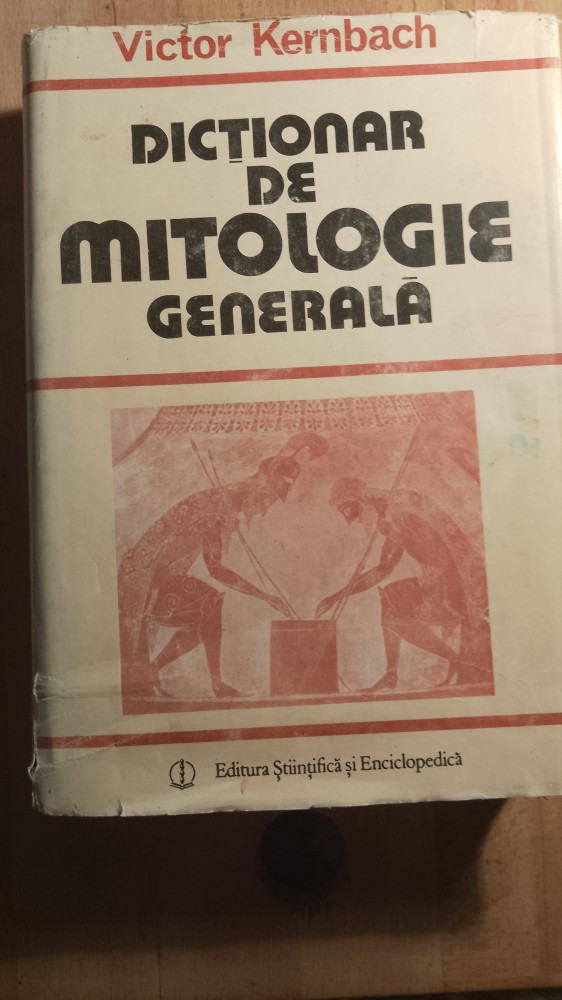 Victor Kernbach
DICȚIONAR
DE
MITOLOGIE
GENERALĂ
Editura Științifică și Enciclopedică